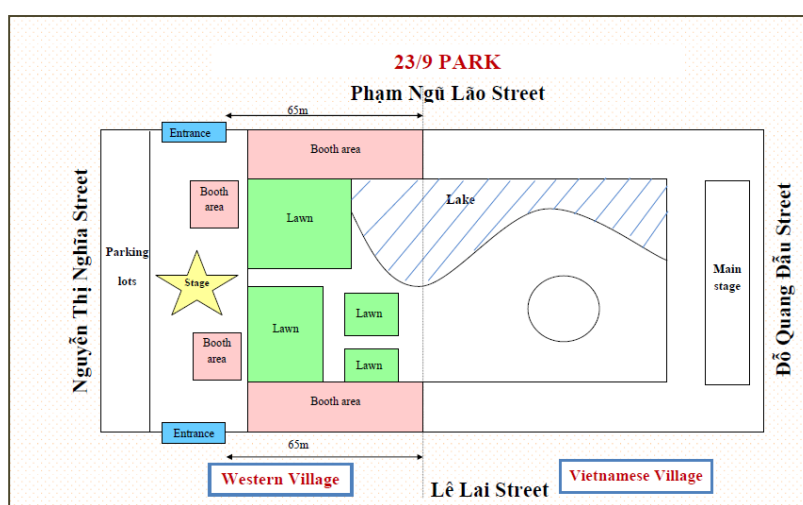 23/9 PARK
Phạm Ngũ Lão Street
65m
Entrance
Booth area
Booth
area
Lawn
Lake
Nguyễn Thị Nghĩa Street
Parking
lots
Stage
Main
stage
Đỗ Quang Đẩu Street
Lawn
Lawn
Booth
area
Lawn
Booth area
Entrance
65m
Western Village
Lê Lai Street
Vietnamese Village